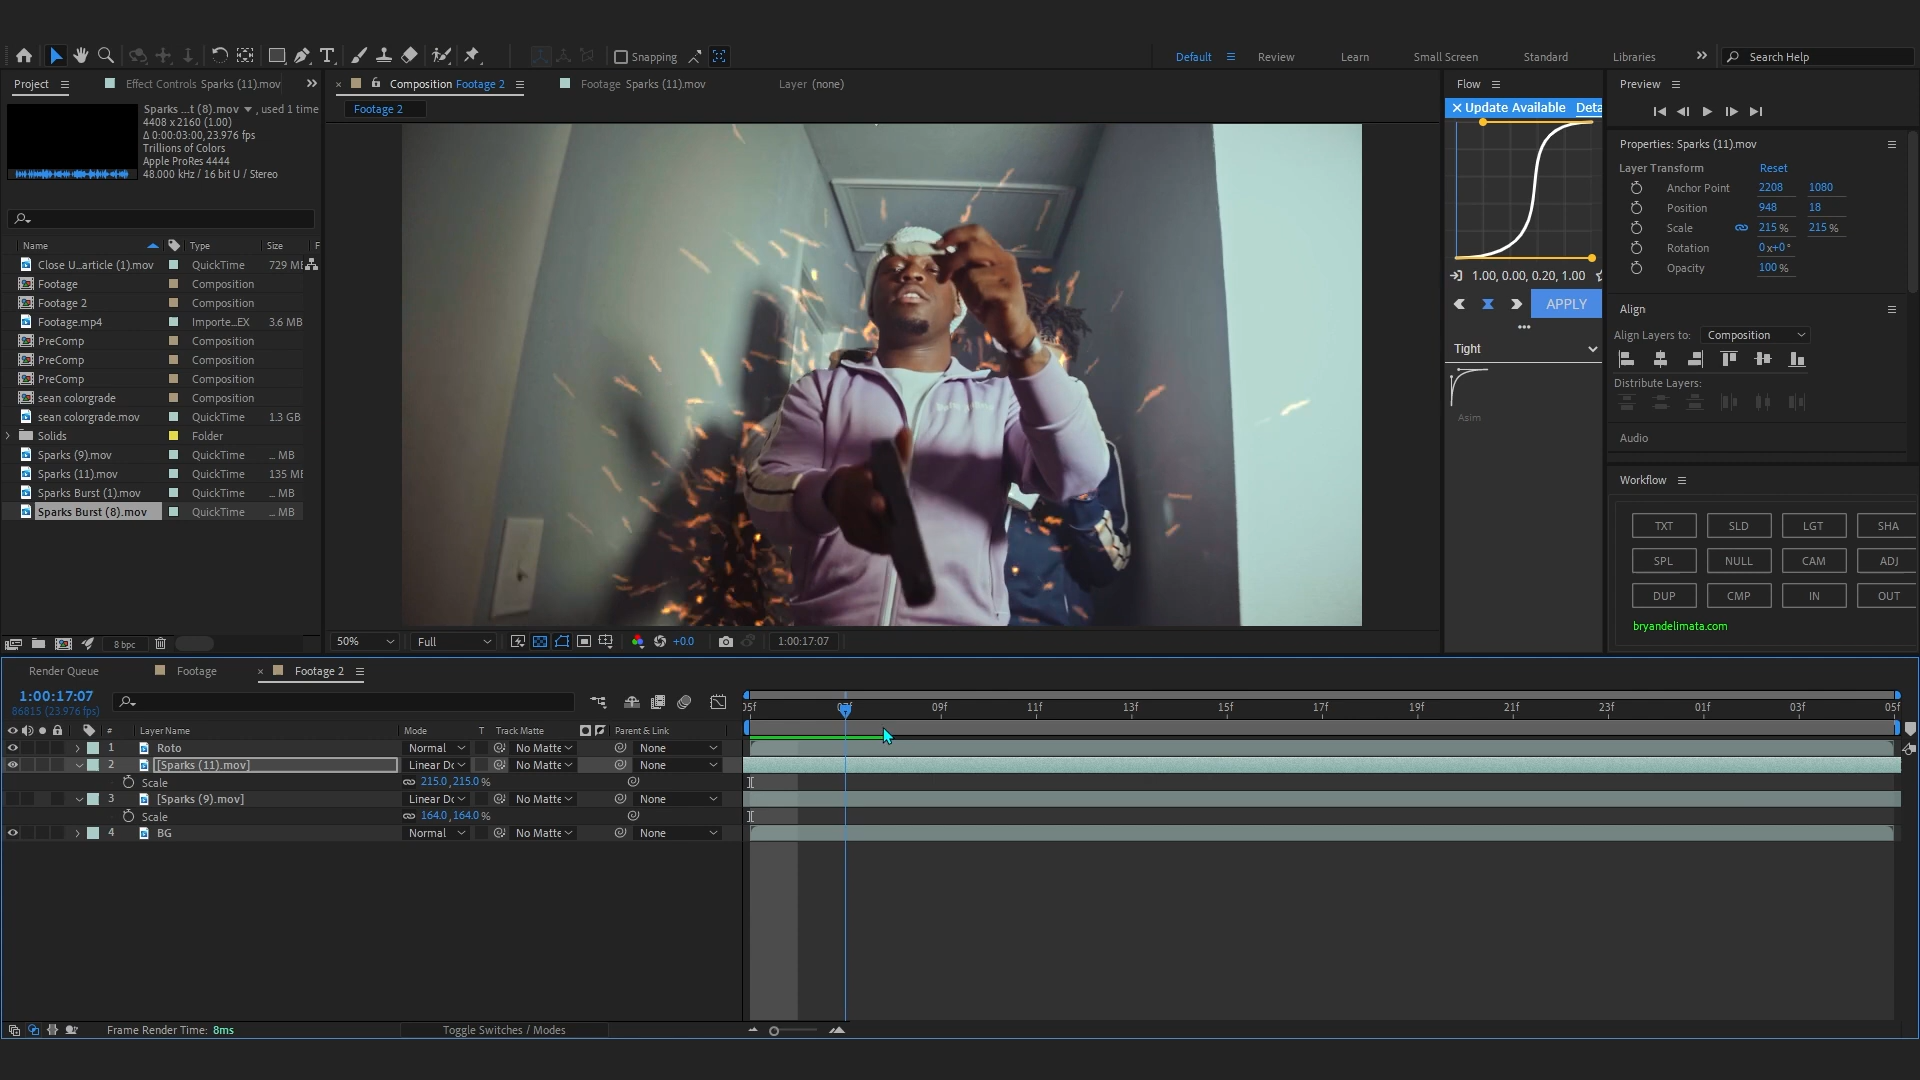 Snapping
Default
Review
Learn
Small Screen
Standard
Libraries
Search Help
Project
Effect Controls Sparks (11).mov
Composition Footage 2
Footage Sparks (11).mov
Layer (none)
Flow
Preview
Sparks ...t (8).mov , used 1 time
4408 x 2160 (1.00)
Δ 0:00:03:00, 23.976 fps
Trillions of Colors
Apple ProRes 4444
48.000 kHz / 16 bit U / Stereo
Footage 2
Update Available Deta
Properties: Sparks (11).mov
Layer Transform Reset
Anchor Point 2208 1080
Position 948 18
Scale 215 % 215 %
Rotation 0x+0°
Opacity 100 %
1.00, 0.00, 0.20, 1.00
APPLY
Tight
Asim
Align
Align Layers to: Composition
Distribute Layers:
Audio
Workflow
TXT SLD LGT SHA
SPL NULL CAM ADJ
DUP CMP IN OUT
bryandelimata.com
Name Type Size F
Close U...article (1).mov QuickTime 729 ME
Footage Composition
Footage 2 Composition
Footage.mp4 Importe...EX 3.6 MB
PreComp Composition
PreComp Composition
PreComp Composition
sean colorgrade Composition
sean colorgrade.mov QuickTime 1.3 GB
Solids Folder
Sparks (9).mov QuickTime ... MB
Sparks (11).mov QuickTime 135 ME
Sparks Burst (1).mov QuickTime ... MB
Sparks Burst (8).mov QuickTime ... MB
8 bpc
50% Full +0.0 1:00:17:07
Render Queue Footage Footage 2
1:00:17:07
86815 (23.976 fps)
05f 07f 09f 11f 13f 15f 17f 19f 21f 23f 01f 03f 05f
# Layer Name Mode T Track Matte Parent & Link
1 Roto Normal No Matte None
2 [Sparks (11).mov] Linear Dc No Matte None
Scale 215.0, 215.0 %
3 [Sparks (9).mov] Linear Dc No Matte None
Scale 164.0, 164.0 %
4 BG Normal No Matte None
Frame Render Time: 8ms
Toggle Switches / Modes